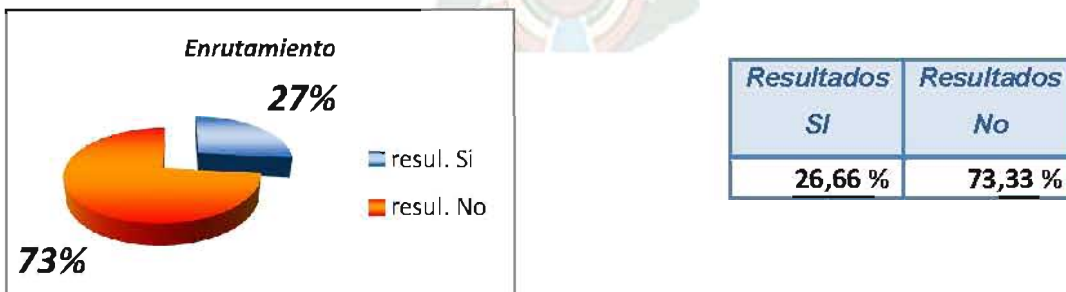 Enrutamiento
27%
resul. Si
resul. No
73%
Resultados Resultados
SI No
26,66 % 73,33 %